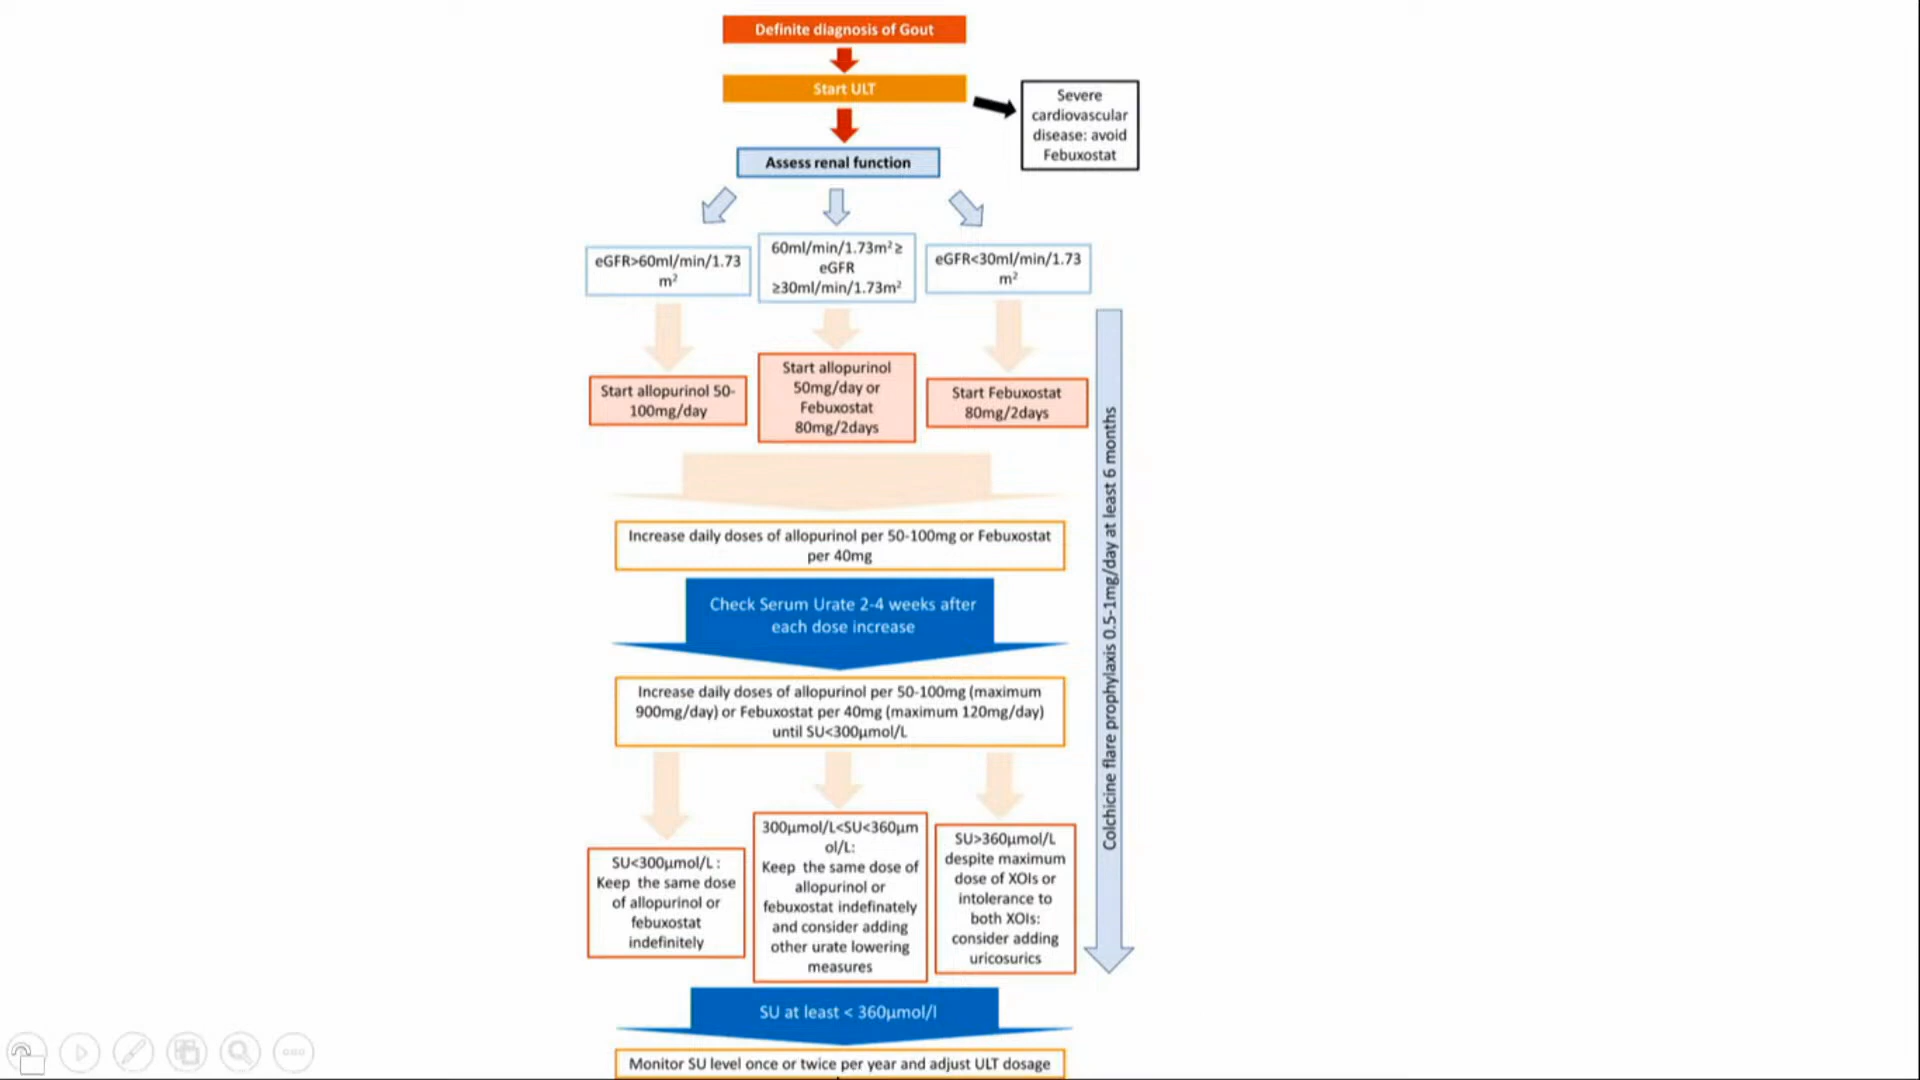 Definite diagnosis of Gout
Start ULT
Severe
cardiovascular
disease: avoid
Febuxostat
Assess renal function
eGFR>60ml/min/1.73
m²
60ml/min/1.73m² ≥
eGFR
≥30ml/min/1.73m²
eGFR<30ml/min/1.73
m²
Start allopurinol 50-
100mg/day
Start allopurinol
50mg/day or
Febuxostat
80mg/2days
Start Febuxostat
80mg/2days
Colchicine flare prophylaxis 0.5-1mg/day at least 6 months
Increase daily doses of allopurinol per 50-100mg or Febuxostat
per 40mg
Check Serum Urate 2-4 weeks after
each dose increase
Increase daily doses of allopurinol per 50-100mg (maximum
900mg/day) or Febuxostat per 40mg (maximum 120mg/day)
until SU<300µmol/L
SU<300µmol/L :
Keep the same dose
of allopurinol or
febuxostat
indefinitely
300µmol/L<SU<360µm
ol/L:
Keep the same dose of
allopurinol or
febuxostat indefinately
and consider adding
other urate lowering
measures
SU>360µmol/L
despite maximum
dose of XOIs or
intolerance to
both XOIs:
consider adding
uricosurics
SU at least < 360µmol/l
Monitor SU level once or twice per year and adjust ULT dosage